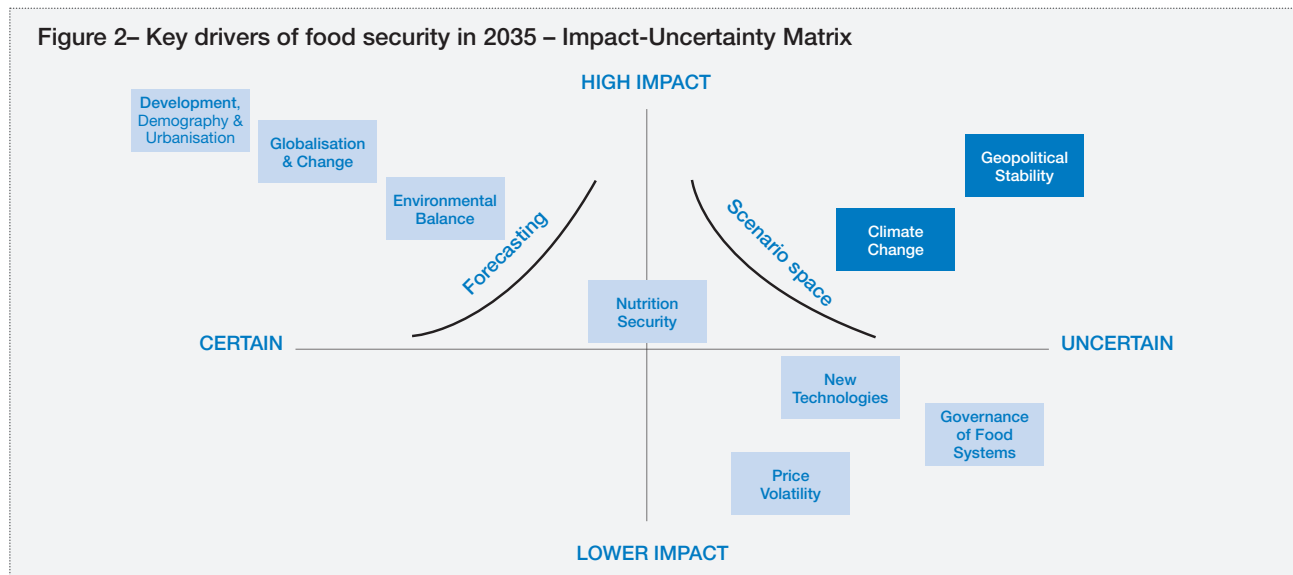 Figure 2– Key drivers of food security in 2035 – Impact-Uncertainty Matrix
HIGH IMPACT
Development,
Demography &
Urbanisation
Globalisation
& Change
Environmental
Balance
Forecasting
Scenario space
Geopolitical
Stability
Climate
Change
Nutrition
Security
CERTAIN
UNCERTAIN
New
Technologies
Governance
of Food
Systems
Price
Volatility
LOWER IMPACT